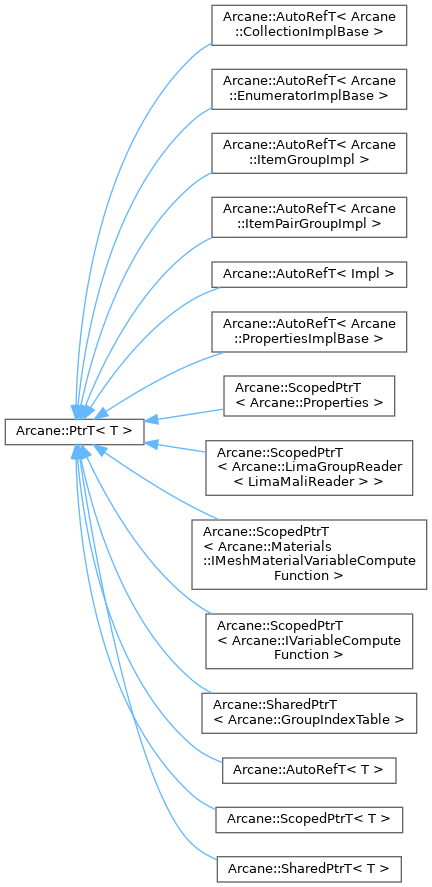 Arcane::AutoRefT< Arcane
::CollectionImplBase >
Arcane::AutoRefT< Arcane
::EnumeratorImplBase >
Arcane::AutoRefT< Arcane
::ItemGroupImpl >
Arcane::AutoRefT< Arcane
::ItemPairGroupImpl >
Arcane::AutoRefT< Impl >
Arcane::AutoRefT< Arcane
::PropertiesImplBase >
Arcane::ScopedPtrT
< Arcane::Properties >
Arcane::PtrT< T >
Arcane::ScopedPtrT
< Arcane::LimaGroupReader
< LimaMaliReader > >
Arcane::ScopedPtrT
< Arcane::Materials
::IMeshMaterialVariableCompute
Function >
Arcane::ScopedPtrT
< Arcane::IVariableCompute
Function >
Arcane::SharedPtrT
< Arcane::GroupIndexTable >
Arcane::AutoRefT< T >
Arcane::ScopedPtrT< T >
Arcane::SharedPtrT< T >